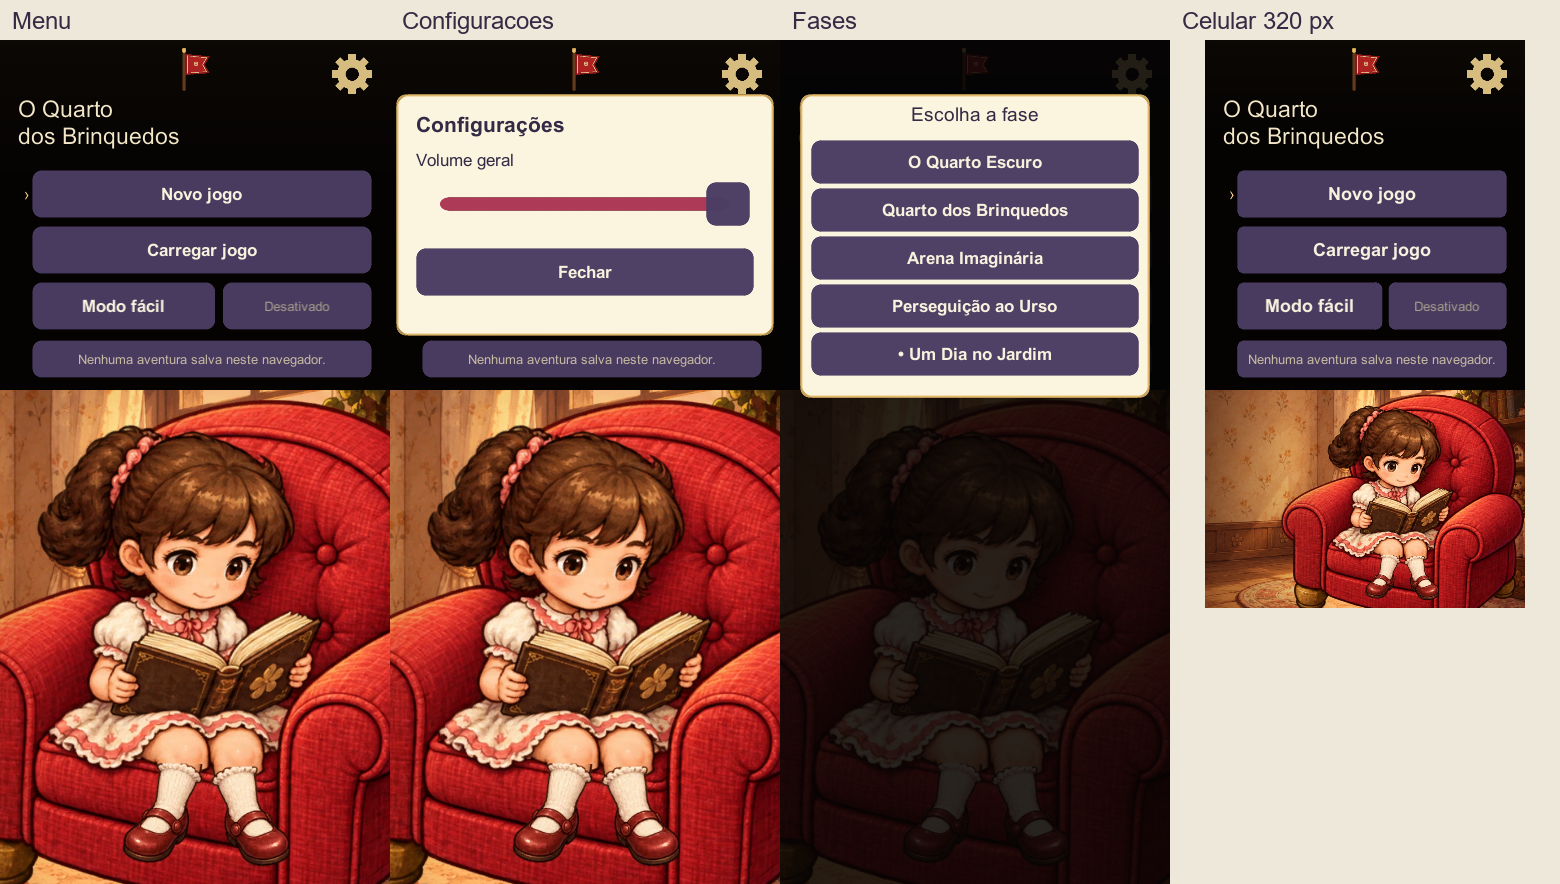 Menu
O Quarto
dos Brinquedos
› Novo jogo
Carregar jogo
Modo fácil
Desativado
Nenhuma aventura salva neste navegador.
Configuracoes
Configurações
Volume geral
Fechar
Nenhuma aventura salva neste navegador.
Fases
Escolha a fase
O Quarto Escuro
Quarto dos Brinquedos
Arena Imaginária
Perseguição ao Urso
• Um Dia no Jardim
Celular 320 px
O Quarto
dos Brinquedos
› Novo jogo
Carregar jogo
Modo fácil
Desativado
Nenhuma aventura salva neste navegador.